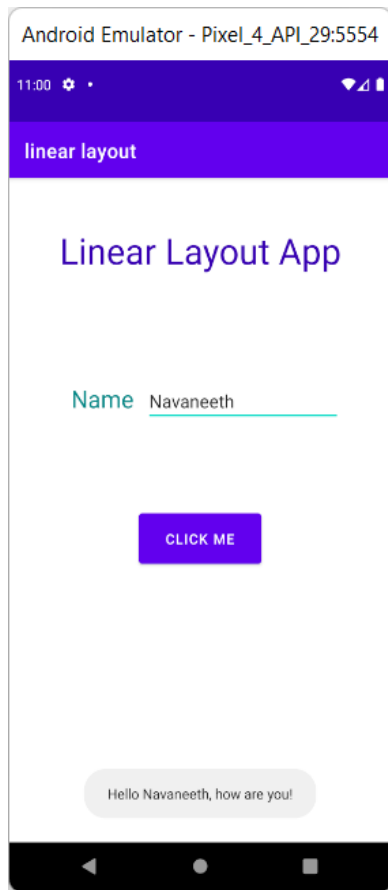 Android Emulator - Pixel_4_API_29:5554
11:00
linear layout
Linear Layout App
Name Navaneeth
CLICK ME
Hello Navaneeth, how are you!